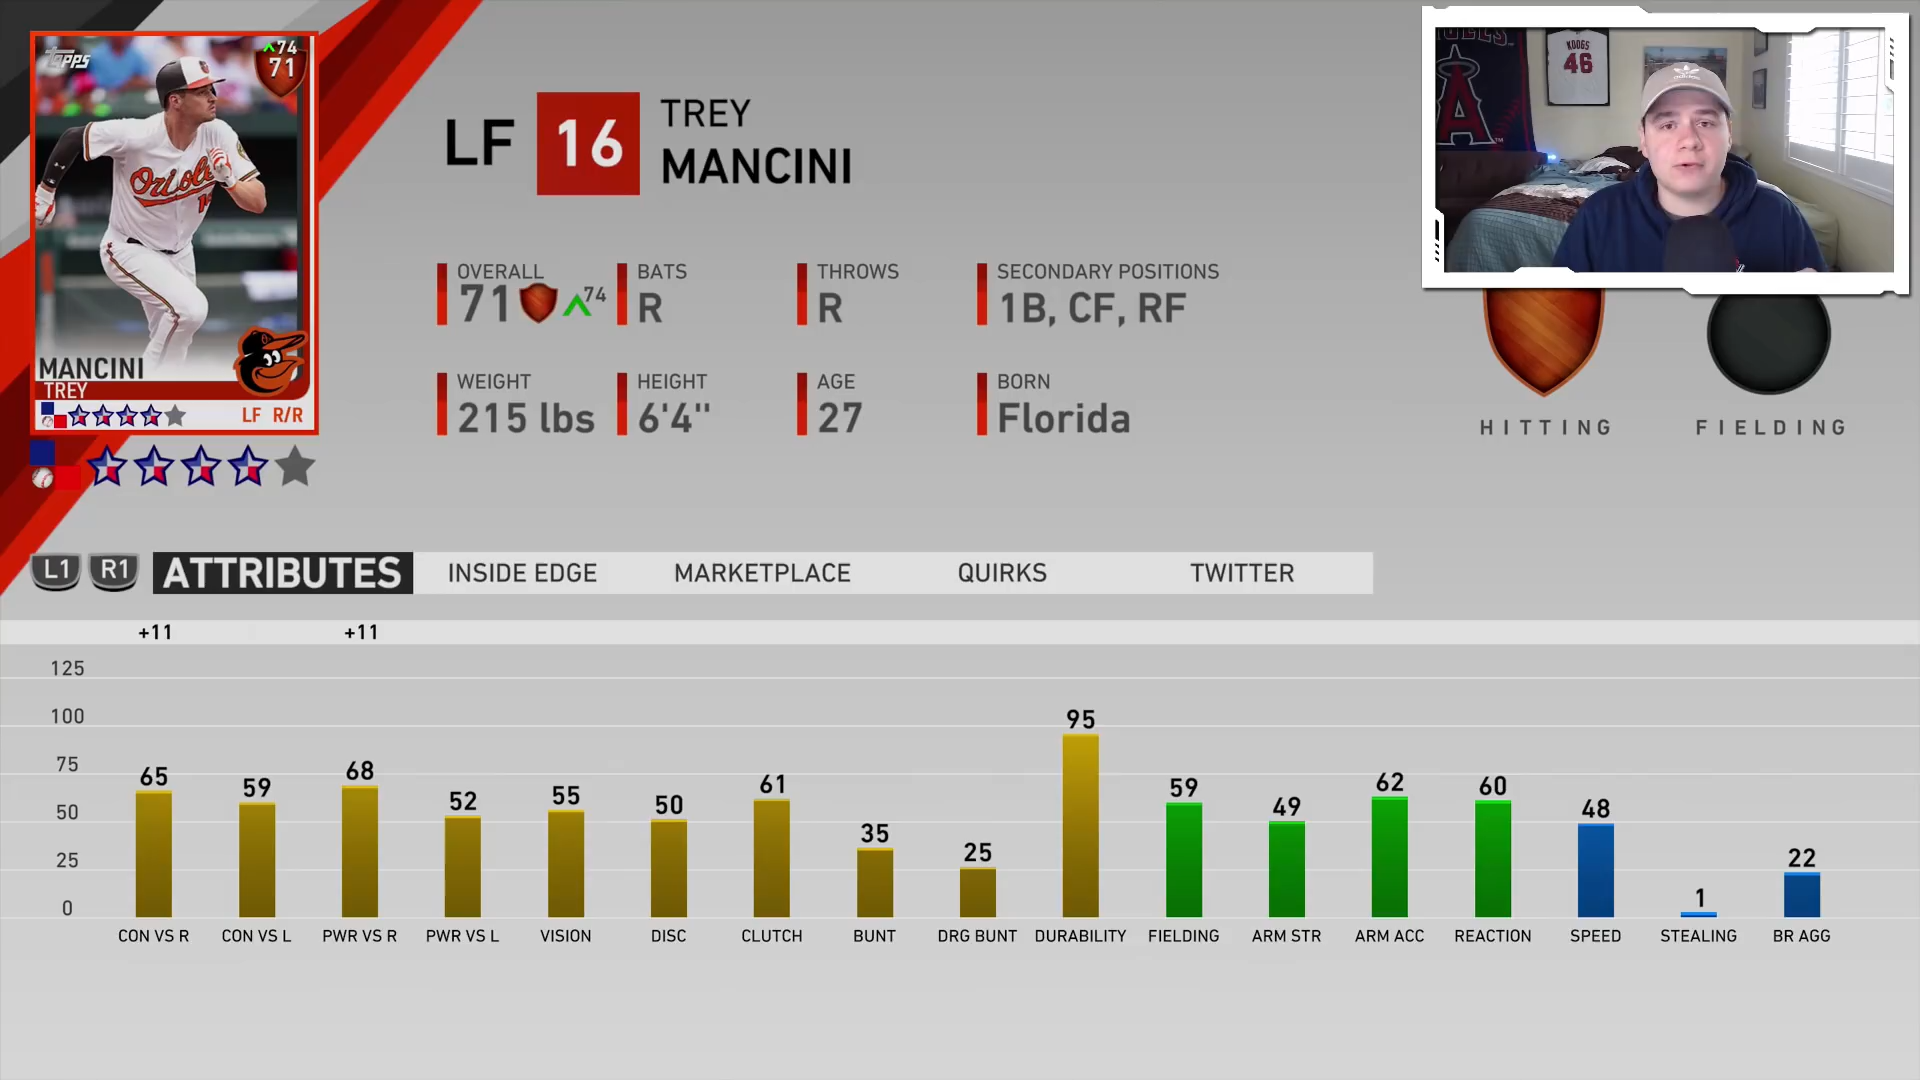 Topps
74
71
Orioles
MANCINI
TREY
LF R/R
LF
16
TREY
MANCINI
OVERALL
71
74
BATS
R
THROWS
R
SECONDARY POSITIONS
1B, CF, RF
WEIGHT
215 lbs
HEIGHT
6'4"
AGE
27
BORN
Florida
KOOGS
46
A
HITTING
FIELDING
L1 R1 ATTRIBUTES INSIDE EDGE MARKETPLACE QUIRKS TWITTER
+11 +11
125
100
75
50
25
0
65 59 68 52 55 50 61 35 25 95 59 49 62 60 48 1 22
CON VS R CON VS L PWR VS R PWR VS L VISION DISC CLUTCH BUNT DRG BUNT DURABILITY FIELDING ARM STR ARM ACC REACTION SPEED STEALING BR AGG